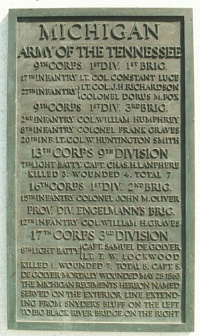 MICHIGAN
ARMY OF THE TENNESSEE
9TH CORPS 1ST DIV. 1ST BRIG.
17TH INFANTRY LT. COL. CONSTANT LUCE
27TH INFANTRY LT. COL. J.H. RICHARDSON
COLONEL DORUS M. FOX
9TH CORPS 1ST DIV. 3RD BRIG.
2ND INFANTRY COL. WILLIAM HUMPHREY
8TH INFANTRY COLONEL FRANK GRAVES
20TH INF. LT. COL. W. HUNTINGTON SMITH
13TH CORPS 9TH DIVISION
7TH LIGHT BATTY. CAPT. CHAS. H. LANPHERE
KILLED 3. WOUNDED 4. TOTAL 7
16TH CORPS 1ST DIV. 2ND BRIG.
15TH INFANTRY COLONEL JOHN M. OLIVER
PROV. DIV. ENGELMANN'S BRIG.
12TH INFANTRY COL. WILLIAM H. GRAVES
17TH CORPS 3RD DIVISION
8TH LIGHT BATTY. CAPT. SAMUEL DE GOLYER
LT. T. W. LOCKWOOD
KILLED 1. WOUNDED 7. TOTAL 8. CAPT. S.
DE GOLYER MORTALLY WOUNDED MAY 28, 1863
THE MICHIGAN REGIMENTS HEREON NAMED
SERVED ON THE EXTERIOR LINE, EXTENDING
FROM SNYDER'S BLUFF ON THE LEFT
TO BIG BLACK RIVER BRIDGE ON THE RIGHT